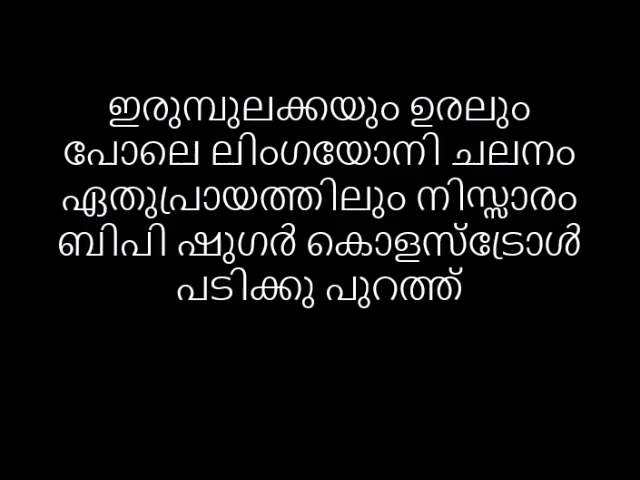 ഇരുമ്പുലക്കയും ഉരലും
പോലെ ലിംഗയോനി ചലനം
ഏതുപ്രായത്തിലും നിസ്സാരം
ബിപി ഷുഗർ കൊളസ്ട്രോൾ
പടിക്കു പുറത്ത്